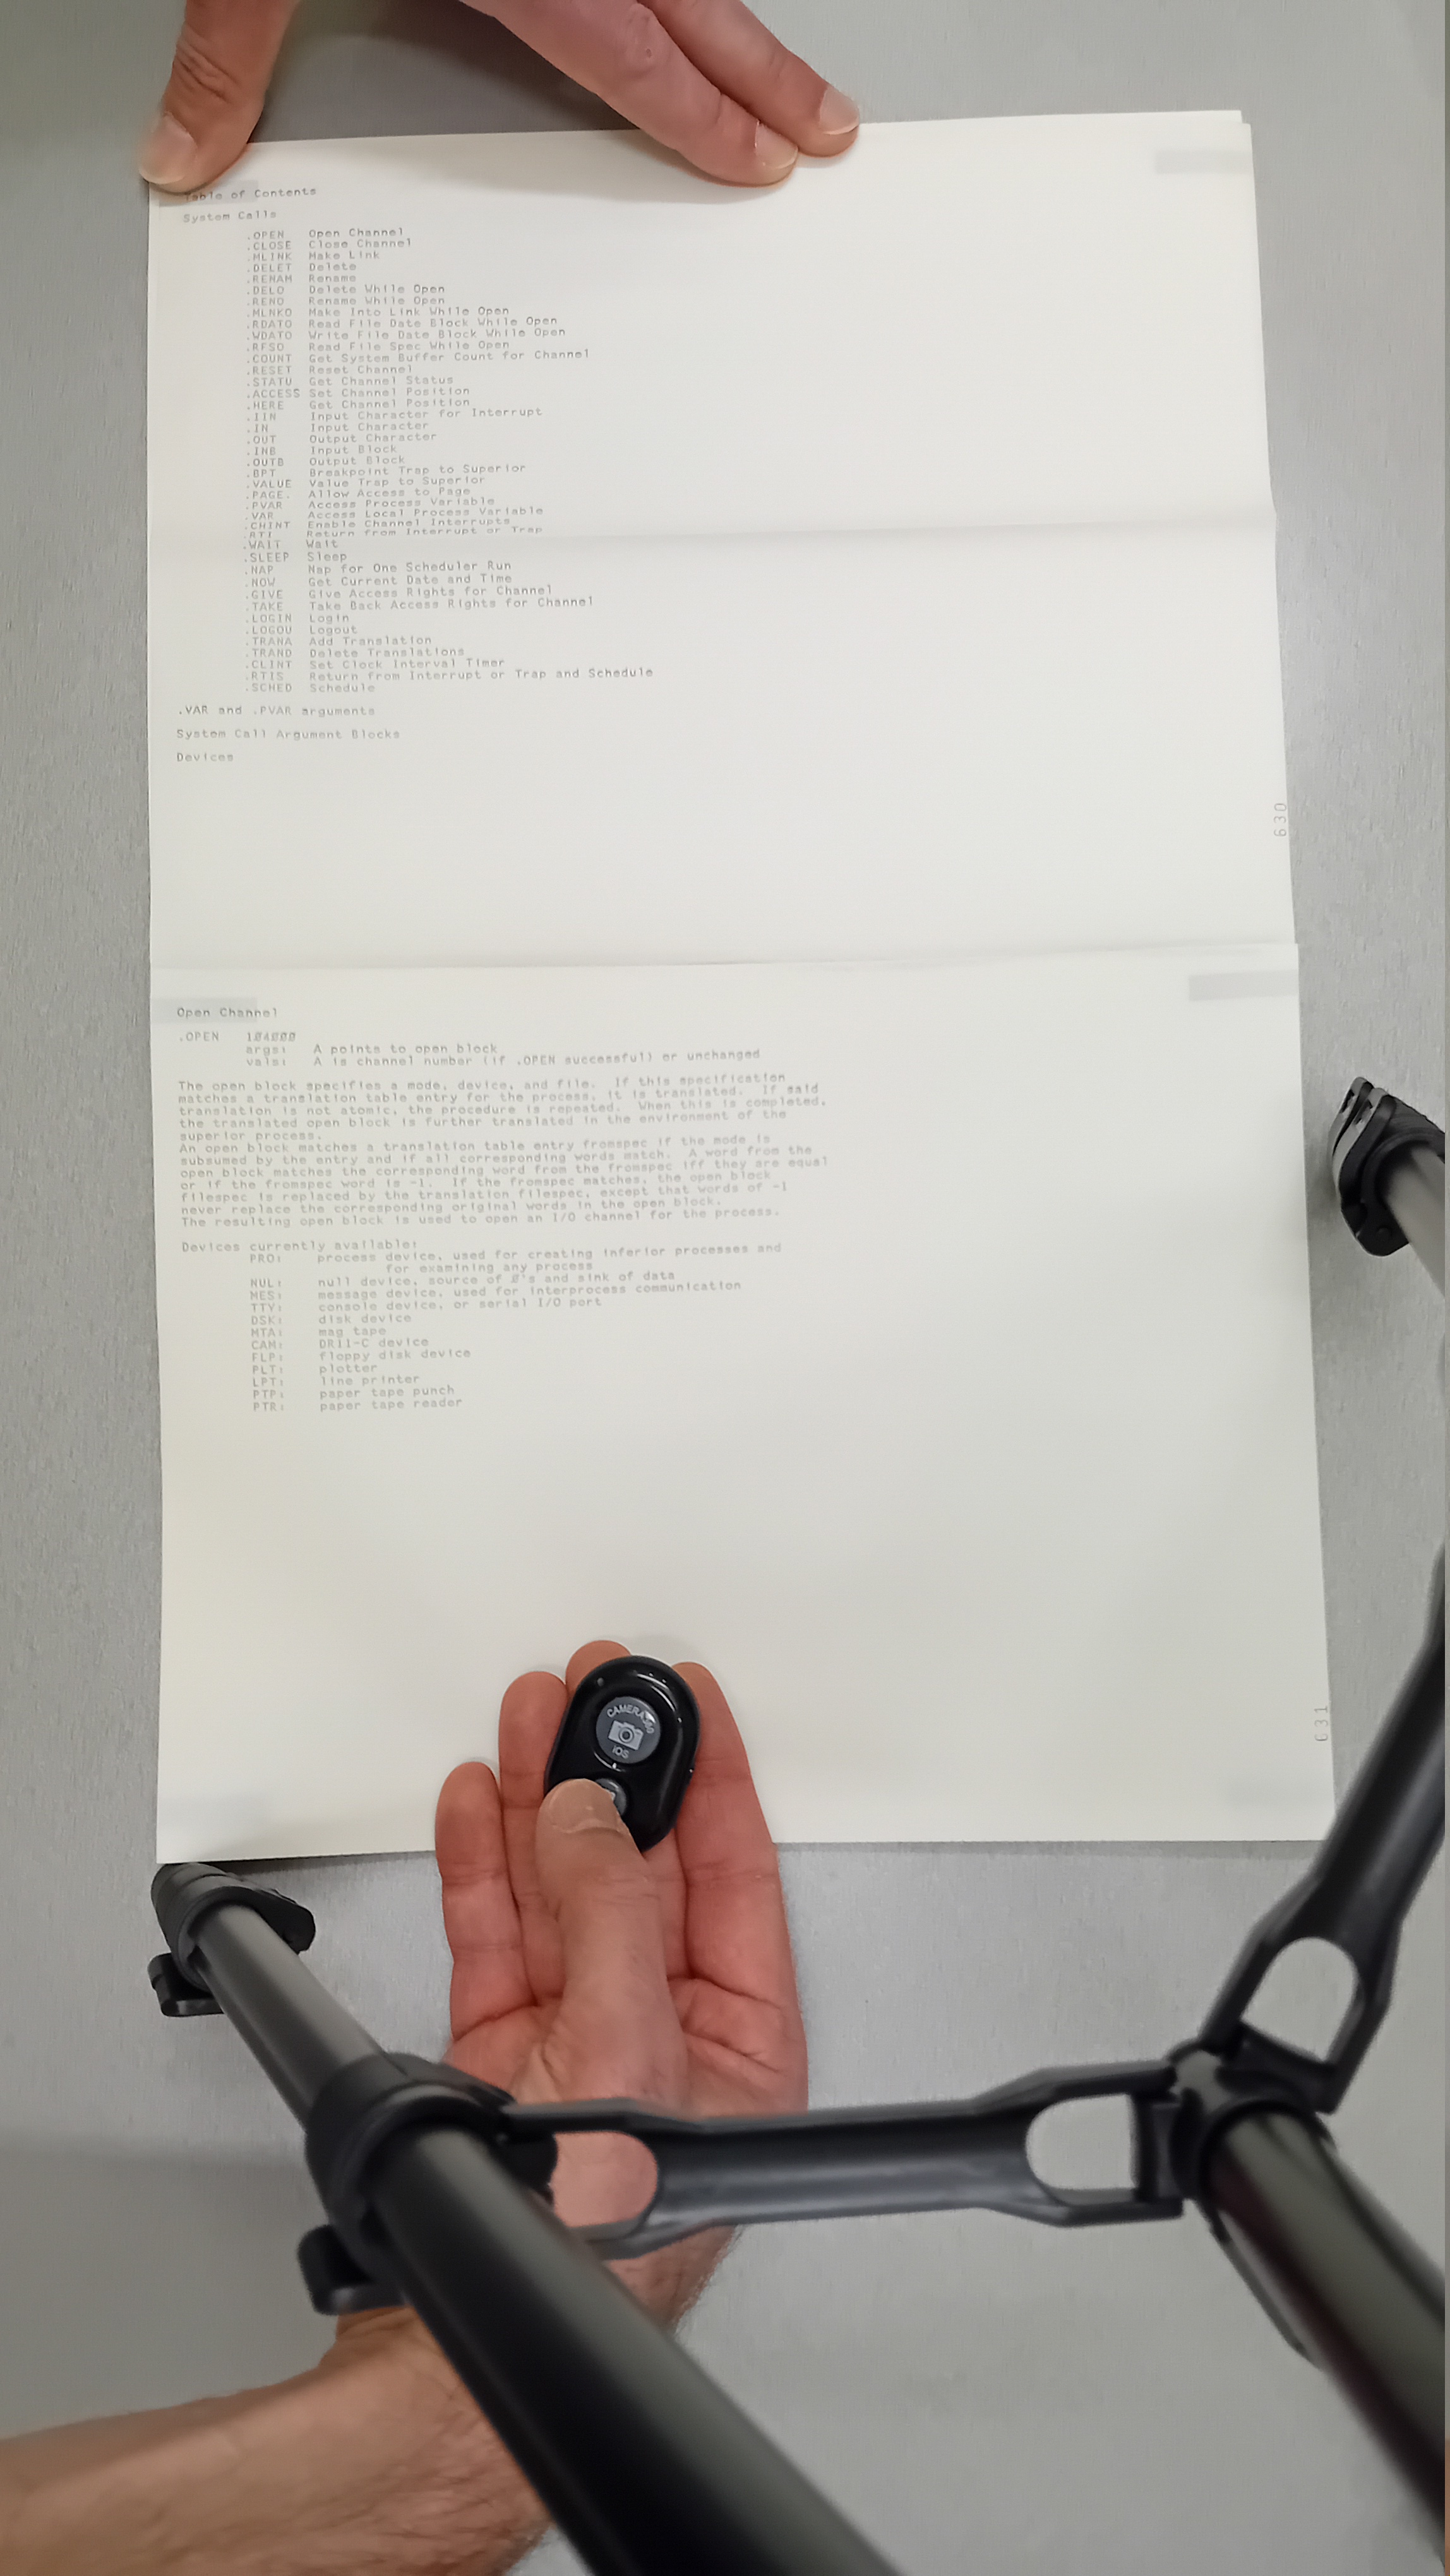 Table of Contents
System Calls
.OPEN Open Channel
.CLOSE Close Channel
.MLINK Make Link
.DELET Delete
.RENAM Rename
.DELO Delete While Open
.RENO Rename While Open
.MLNKO Make Into Link While Open
.RDATO Read File Date Block While Open
.WDATO Write File Date Block While Open
.RFSO Read File Spec While Open
.COUNT Get System Buffer Count for Channel
.RESET Reset Channel
.STATU Get Channel Status
.ACCESS Set Channel Position
.HERE Get Channel Position
.IIN Input Character for Interrupt
.IN Input Character
.OUT Output Character
.INB Input Block
.OUTB Output Block
.BPT Breakpoint Trap to Superior
.VALUE Value Trap to Superior
.PAGE. Allow Access to Page
.PVAR Access Process Variable
.VAR Access Local Process Variable
.CHINT Enable Channel Interrupts
.RTI Return from Interrupt or Trap
.WAIT Wait
.SLEEP Sleep
.NAP Nap for One Scheduler Run
.NOW Get Current Date and Time
.GIVE Give Access Rights for Channel
.TAKE Take Back Access Rights for Channel
.LOGIN Login
.LOGOU Logout
.TRANA Add Translation
.TRAND Delete Translations
.CLINT Set Clock Interval Timer
.RTIS Return from Interrupt or Trap and Schedule
.SCHED Schedule
.VAR and .PVAR arguments
System Call Argument Blocks
Devices
630
Open Channel
.OPEN 104000
args: A points to open block
vals: A is channel number (if .OPEN successful) or unchanged
The open block specifies a mode, device, and file. If this specification
matches a translation table entry for the process, it is translated. If said
translation is not atomic, the procedure is repeated. When this is completed,
the translated open block is further translated in the environment of the
superior process.
An open block matches a translation table entry fromspec if the mode is
subsumed by the entry and if all corresponding words match. A word from the
open block matches the corresponding word from the fromspec iff they are equal
or if the fromspec word is -1. If the fromspec matches, the open block
filespec is replaced by the translation filespec, except that words of -1
never replace the corresponding original words in the open block.
The resulting open block is used to open an I/O channel for the process.
Devices currently available:
PRO: process device, used for creating inferior processes and
for examining any process
NUL: null device, source of 0's and sink of data
MES: message device, used for interprocess communication
TTY: console device, or serial I/O port
DSK: disk device
MTA: mag tape
CAM: DR11-C device
FLP: floppy disk device
PLT: plotter
LPT: line printer
PTP: paper tape punch
PTR: paper tape reader
631
CAMERA
iOS